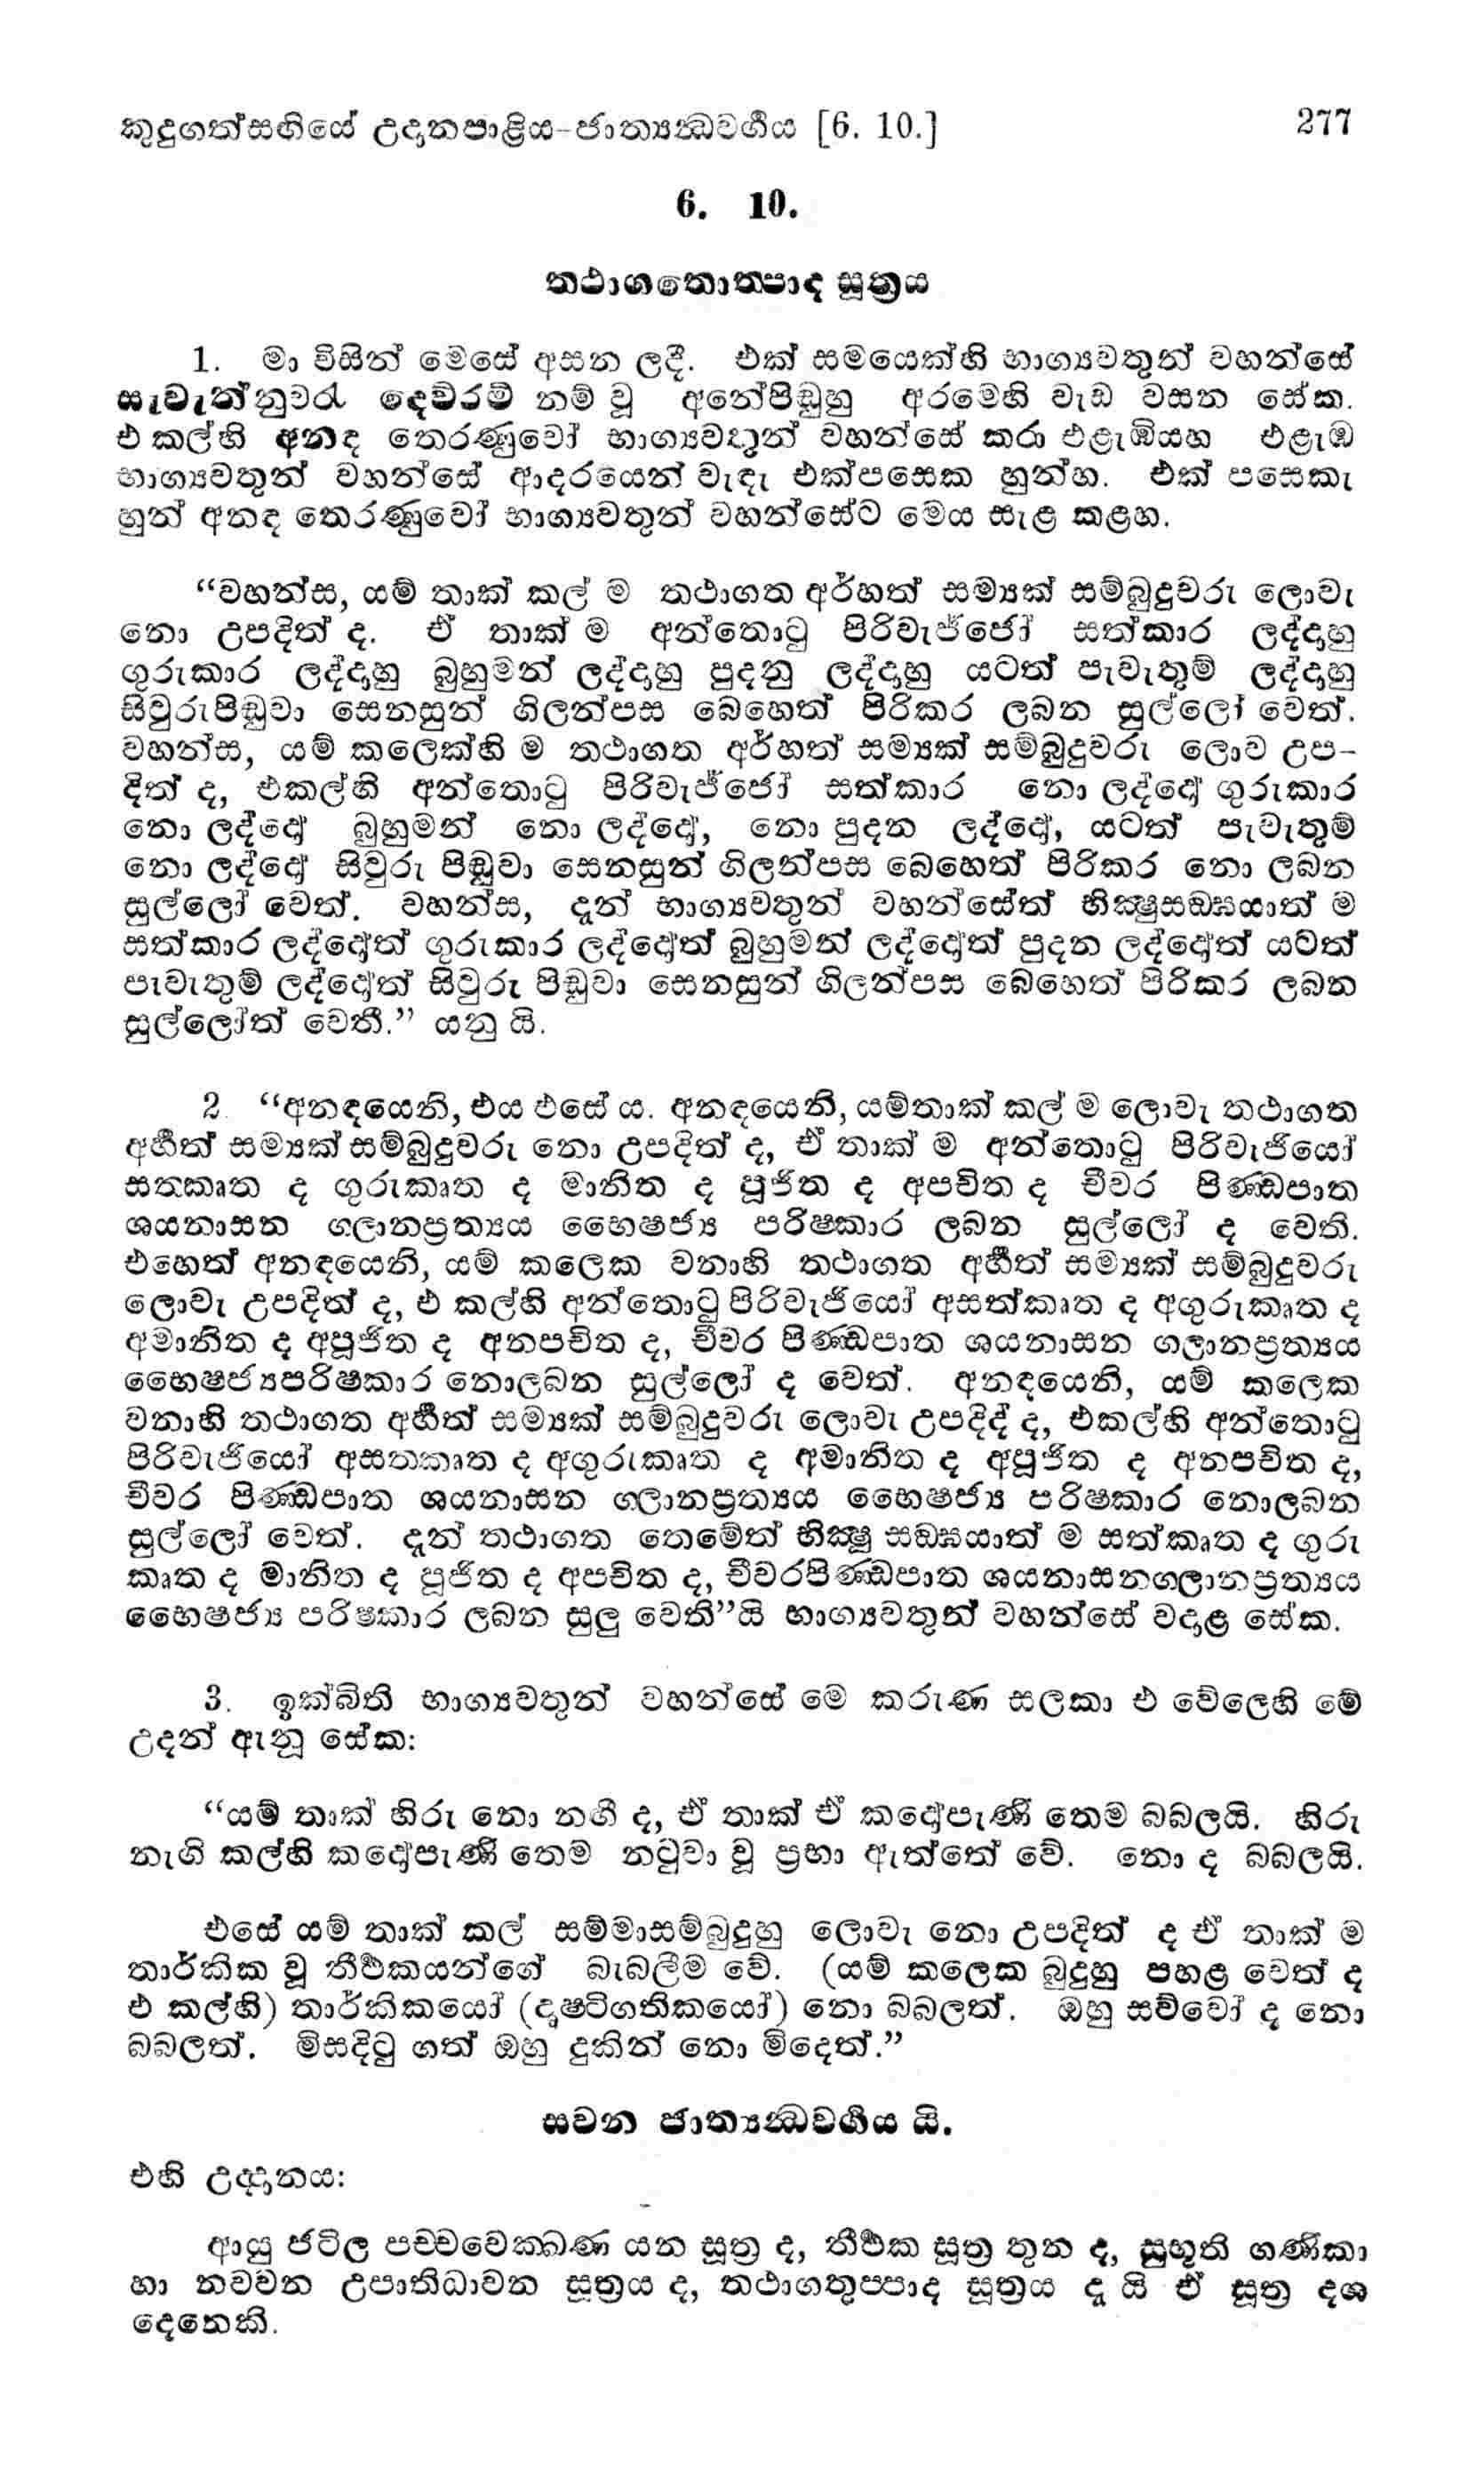 කුදුගත්සඟියේ උදානපාළිය-ජාත්‍යන්‍ධවර්‍ගය [6. 10.] 277
6. 10.
තථාගතොත්පාද සූත්‍රය
1. මා විසින් මෙසේ අසන ලදී. එක් සමයෙක්හි භාග්‍යවතුන් වහන්සේ
සැවැත්නුවරැ දෙව්රම් නම් වූ අනේපිඬුහු අරමෙහි වැඩ වසන සේක.
එ කල්හි අනඳ තෙරණුවෝ භාග්‍යවතුන් වහන්සේ කරා එළැඹියහ එළැඹ
භාග්‍යවතුන් වහන්සේ ආදරයෙන් වැඳැ එක්පසෙක හුන්හ. එක් පසෙකැ
හුන් අනඳ තෙරණුවෝ භාග්‍යවතුන් වහන්සේට මෙය සැළ කළහ.
“වහන්ස, යම් තාක් කල් ම තථාගත අර්හත් සම්‍යක් සම්බුදුවරු ලොවැ
නො උපදිත් ද. ඒ තාක් ම අන්තොටු පිරිවැජ්ජෝ සත්කාර ලද්දාහු
ගුරුකාර ලද්දාහු බුහුමන් ලද්දාහු පුදනු ලද්දාහු යටත් පැවැතුම් ලද්දාහු
සිවුරුපිඬුවා සෙනසුන් ගිලන්පස බෙහෙත් පිරිකර ලබන සුල්ලෝ වෙත්.
වහන්ස, යම් කලෙක්හි ම තථාගත අර්හත් සම්‍යක් සම්බුදුවරු ලොව උප-
දිත් ද, එකල්හි අන්තොටු පිරිවැජ්ජෝ සත්කාර නො ලද්දෝ ගුරුකාර
නො ලද්දෝ බුහුමන් නො ලද්දෝ, නො පුදන ලද්දෝ, යටත් පැවැතුම්
නො ලද්දෝ සිවුරු පිඬුවා සෙනසුන් ගිලන්පස බෙහෙත් පිරිකර නො ලබන
සුල්ලෝ වෙත්. වහන්ස, දැන් භාග්‍යවතුන් වහන්සේත් භික්‍ෂුසඞ්ඝයාත් ම
සත්කාර ලද්දෝත් ගුරුකාර ලද්දෝත් බුහුමන් ලද්දෝත් පුදන ලද්දෝත් යටත්
පැවැතුම් ලද්දෝත් සිවුරු පිඬුවා සෙනසුන් ගිලන්පස බෙහෙත් පිරිකර ලබන
සුල්ලෝත් වෙතී.” යනු යි.
2. “අනඳයෙනි, එය එසේ ය. අනඳයෙනි, යම්තාක් කල් ම ලොවැ තථාගත
අර්‍හත් සම්‍යක් සම්බුදුවරු නො උපදිත් ද, ඒ තාක් ම අන්තොටු පිරිවැජියෝ
සත්කෘත ද ගුරුකෘත ද මානිත ද පූජිත ද අපචිත ද චීවර පිණ්ඩපාත
ශයනාසන ගලානප්‍රත්‍යය භෛෂජ්‍ය පරිෂ්කාර ලබන සුල්ලෝ ද වෙති.
එහෙත් අනඳයෙනි, යම් කලෙක වනාහි තථාගත අර්‍හත් සම්‍යක් සම්බුදුවරු
ලොවැ උපදිත් ද, එ කල්හි අන්තොටු පිරිවැජියෝ අසත්කෘත ද අගුරුකෘත ද
අමානිත ද අපූජිත ද අනපචිත ද, චීවර පිණ්ඩපාත ශයනාසන ගලානප්‍රත්‍යය
භෛෂජ්‍යපරිෂ්කාර නොලබන සුල්ලෝ ද වෙත්. අනඳයෙනි, යම් කලෙක
වනාහි තථාගත අර්‍හත් සම්‍යක් සම්බුදුවරු ලොවැ උපදිද් ද, එකල්හි අන්තොටු
පිරිවැජියෝ අසත්කෘත ද අගුරුකෘත ද අමානිත ද අපූජිත ද අනපචිත ද,
චීවර පිණ්ඩපාත ශයනාසන ගලානප්‍රත්‍යය භෛෂජ්‍ය පරිෂ්කාර නොලබන
සුල්ලෝ වෙත්. දැන් තථාගත තෙමේත් භික්‍ෂු සඞ්ඝයාත් ම සත්කෘත ද ගුරු
කෘත ද මානිත ද පූජිත ද අපචිත ද, චීවරපිණ්ඩපාත ශයනාසනගලානප්‍රත්‍යය
භෛෂජ්‍ය පරිෂ්කාර ලබන සුලු වෙති”යි භාග්‍යවතුන් වහන්සේ වදාළ සේක.
3. ඉක්බිති භාග්‍යවතුන් වහන්සේ මෙ කරුණ සලකා එ වේලෙහි මේ
උදන් ඇනූ සේක:
“යම් තාක් හිරු නො නඟී ද, ඒ තාක් ඒ කදෝපැණි තෙම බබලයි. හිරු
නැගි කල්හි කදෝපැණි තෙම නටුවා වූ ප්‍රභා ඇත්තේ වේ. නො ද බබලයි.
එසේ යම් තාක් කල් සම්මාසම්බුදුහු ලොවැ නො උපදිත් ද ඒ තාක් ම
තාර්කික වූ තීර්‍ථකයන්ගේ බැබලීම වේ. (යම් කලෙක බුදුහු පහළ වෙත් ද
එ කල්හි) තාර්කිකයෝ (දෘෂ්ටිගතිකයෝ) නො බබලත්. ඔහු සව්වෝ ද නො
බබලත්. මිසදිටු ගත් ඔහු දුකින් නො මිදෙත්.”
සවන ජාත්‍යන්‍ධවර්‍ගය යි.
එහි උද්‍දානය:
ආයු ජටිල පච්චවෙක්ඛණ යන සූත්‍ර ද, තීර්‍ථක සූත්‍ර තුන ද, සුභූති ගණිකා
හා නවවන උපාතිධාවන සූත්‍රය ද, තථාගතුප්පාද සූත්‍රය ද යි ඒ සූත්‍ර දශ
දෙනෙකි.